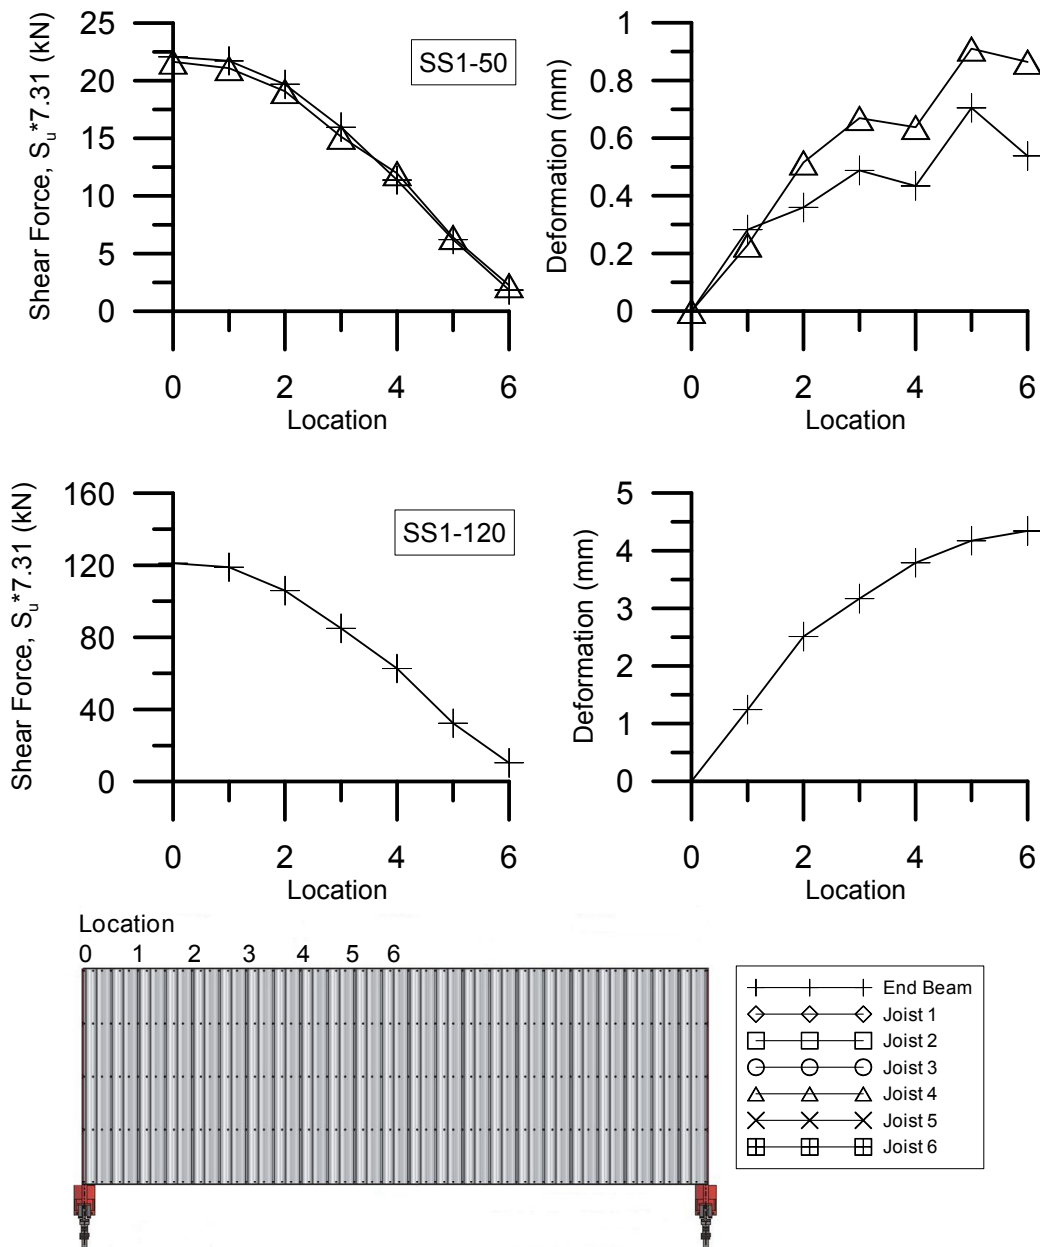 Shear Force, Su*7.31 (kN)
25
20
15
10
5
0
0 2 4 6
Location
SS1-50
Deformation (mm)
1
0.8
0.6
0.4
0.2
0
0 2 4 6
Location
Shear Force, Su*7.31 (kN)
160
120
80
40
0
0 2 4 6
Location
SS1-120
Deformation (mm)
5
4
3
2
1
0
0 2 4 6
Location
Location
0 1 2 3 4 5 6
End Beam
Joist 1
Joist 2
Joist 3
Joist 4
Joist 5
Joist 6